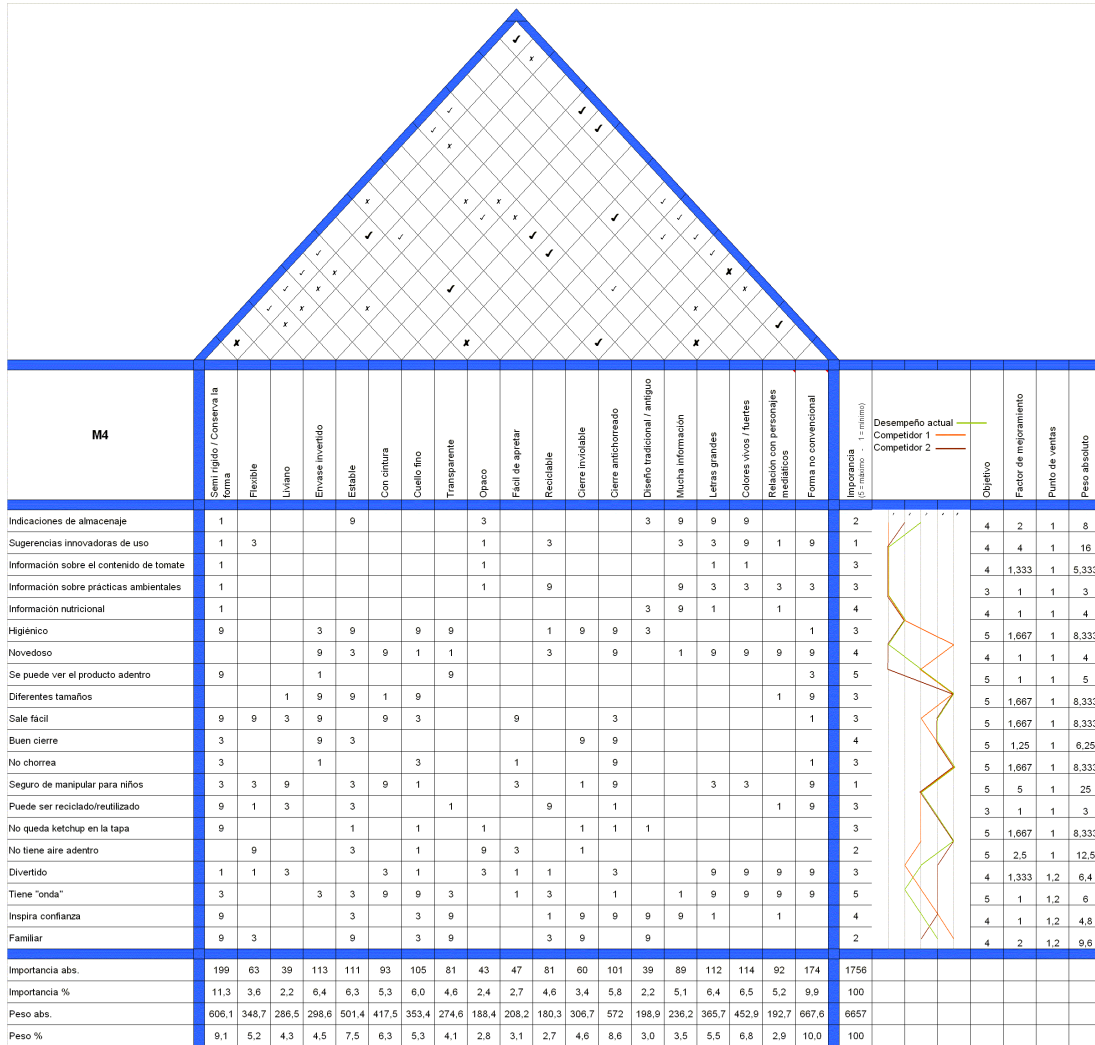 M4
Semi rígido / Conserva la forma
Flexible
Liviano
Envase invertido
Estable
Con cintura
Cuello fino
Transparente
Opaco
Fácil de apretar
Reciclable
Cierre inviolable
Cierre antichorreado
Diseño tradicional / antiguo
Mucha información
Letras grandes
Colores vivos / fuertes
Relación con personajes mediáticos
Forma no convencional
Imporancia
(5 = máximo - 1 = mínimo)
Desempeño actual
Competidor 1
Competidor 2
Objetivo
Factor de mejoramiento
Punto de ventas
Peso absoluto
Indicaciones de almacenaje 1 9 3 3 9 9 9 2 4 2 1 8
Sugerencias innovadoras de uso 1 3 1 3 3 3 9 1 9 1 4 4 1 16
Información sobre el contenido de tomate 1 1 1 1 3 4 1,333 1 5,333
Información sobre prácticas ambientales 1 1 9 9 3 3 3 3 3 3 1 1 3
Información nutricional 1 3 9 1 1 4 4 1 1 4
Higiénico 9 3 9 9 9 1 9 9 3 1 3 5 1,667 1 8,333
Novedoso 9 3 9 1 1 3 9 1 9 9 9 9 4 4 1 1 4
Se puede ver el producto adentro 9 1 9 3 5 5 1 1 5
Diferentes tamaños 1 9 9 1 9 1 9 3 5 1,667 1 8,333
Sale fácil 9 9 3 9 9 3 9 3 1 3 5 1,667 1 8,333
Buen cierre 3 9 3 9 9 4 5 1,25 1 6,25
No chorrea 3 1 3 1 9 1 3 5 1,667 1 8,333
Seguro de manipular para niños 3 3 9 3 9 1 3 1 9 3 3 9 1 5 5 1 25
Puede ser reciclado/reutilizado 9 1 3 3 1 9 1 1 9 3 3 1 1 3
No queda ketchup en la tapa 9 1 1 1 1 1 1 3 5 1,667 1 8,333
No tiene aire adentro 9 3 1 9 3 1 2 5 2,5 1 12,5
Divertido 1 1 3 3 1 3 1 1 1 9 9 9 9 3 4 1,333 1,2 6,4
Tiene "onda" 3 3 3 9 9 3 1 3 1 1 9 9 9 9 5 5 1 1,2 6
Inspira confianza 9 3 3 9 1 9 9 9 9 1 1 4 4 1 1,2 4,8
Familiar 9 3 9 3 9 3 9 9 2 4 2 1,2 9,6
Importancia abs. 199 63 39 113 111 93 105 81 43 47 81 60 101 39 89 112 114 92 174 1756
Importancia % 11,3 3,6 2,2 6,4 6,3 5,3 6,0 4,6 2,4 2,7 4,6 3,4 5,8 2,2 5,1 6,4 6,5 5,2 9,9 100
Peso abs. 606,1 348,7 286,5 298,6 501,4 417,5 353,4 274,6 188,4 208,2 180,3 306,7 572 198,9 236,2 365,7 452,9 192,7 667,6 6657
Peso % 9,1 5,2 4,3 4,5 7,5 6,3 5,3 4,1 2,8 3,1 2,7 4,6 8,6 3,0 3,5 5,5 6,8 2,9 10,0 100